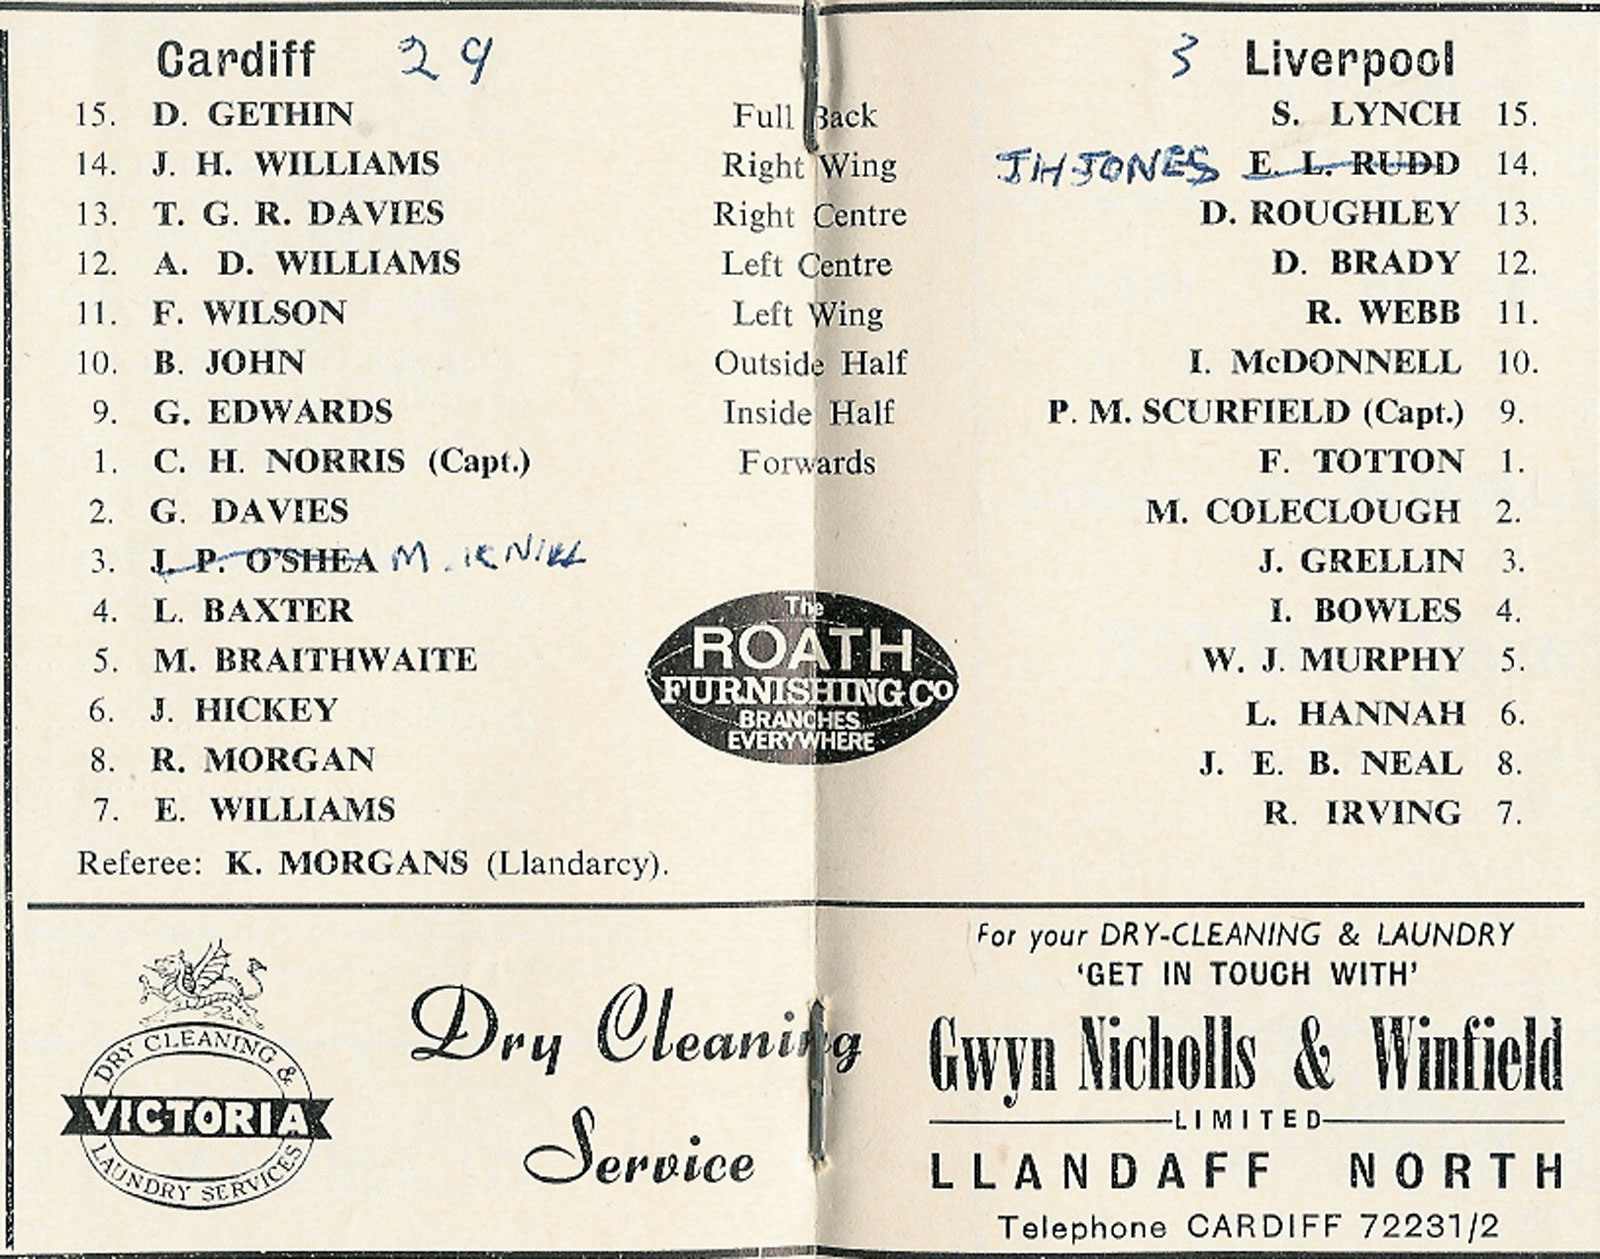 Cardiff 29 3 Liverpool
15. D. GETHIN Full Back S. LYNCH 15.
14. J. H. WILLIAMS Right Wing JH JONES E. L. RUDD 14.
13. T. G. R. DAVIES Right Centre D. ROUGHLEY 13.
12. A. D. WILLIAMS Left Centre D. BRADY 12.
11. F. WILSON Left Wing R. WEBB 11.
10. B. JOHN Outside Half I. McDONNELL 10.
9. G. EDWARDS Inside Half P. M. SCURFIELD (Capt.) 9.
1. C. H. NORRIS (Capt.) Forwards F. TOTTON 1.
2. G. DAVIES M. COLECLOUGH 2.
3. J. P. O'SHEA M. KNILL J. GRELLIN 3.
4. L. BAXTER I. BOWLES 4.
5. M. BRAITHWAITE W. J. MURPHY 5.
6. J. HICKEY L. HANNAH 6.
8. R. MORGAN J. E. B. NEAL 8.
7. E. WILLIAMS R. IRVING 7.
Referee: K. MORGANS (Llandarcy).
The
ROATH
FURNISHING CO
BRANCHES
EVERYWHERE
DRY CLEANING &
VICTORIA
LAUNDRY SERVICES
Dry Cleaning
Service
For your DRY-CLEANING & LAUNDRY
'GET IN TOUCH WITH'
Gwyn Nicholls & Winfield
LIMITED
LLANDAFF NORTH
Telephone CARDIFF 72231/2